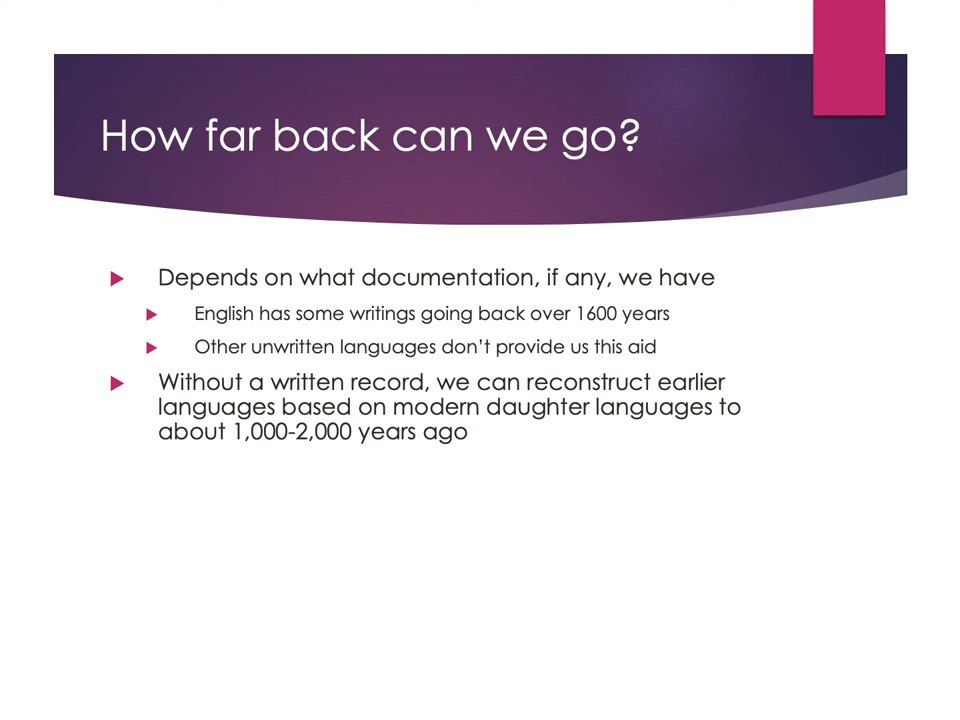 How far back can we go?
Depends on what documentation, if any, we have
English has some writings going back over 1600 years
Other unwritten languages don't provide us this aid
Without a written record, we can reconstruct earlier
languages based on modern daughter languages to
about 1,000-2,000 years ago